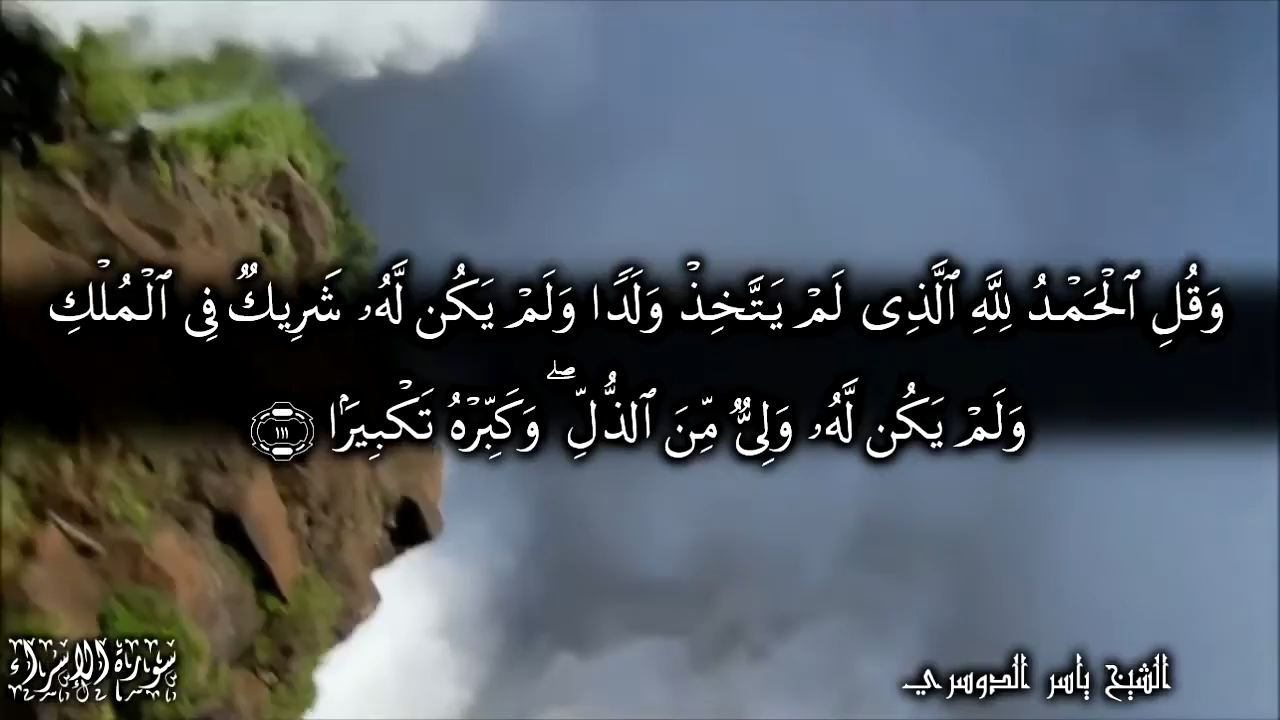 وَقُلِ ٱلْحَمْدُ لِلَّهِ ٱلَّذِى لَمْ يَتَّخِذْ وَلَدًا وَلَمْ يَكُن لَّهُۥ شَرِيكٌ فِى ٱلْمُلْكِ
وَلَمْ يَكُن لَّهُۥ وَلِىٌّ مِّنَ ٱلذُّلِّ ۖ وَكَبِّرْهُ تَكْبِيرًۢا ١١١
سورة الإسراء
الشيخ ياسر الدوسري